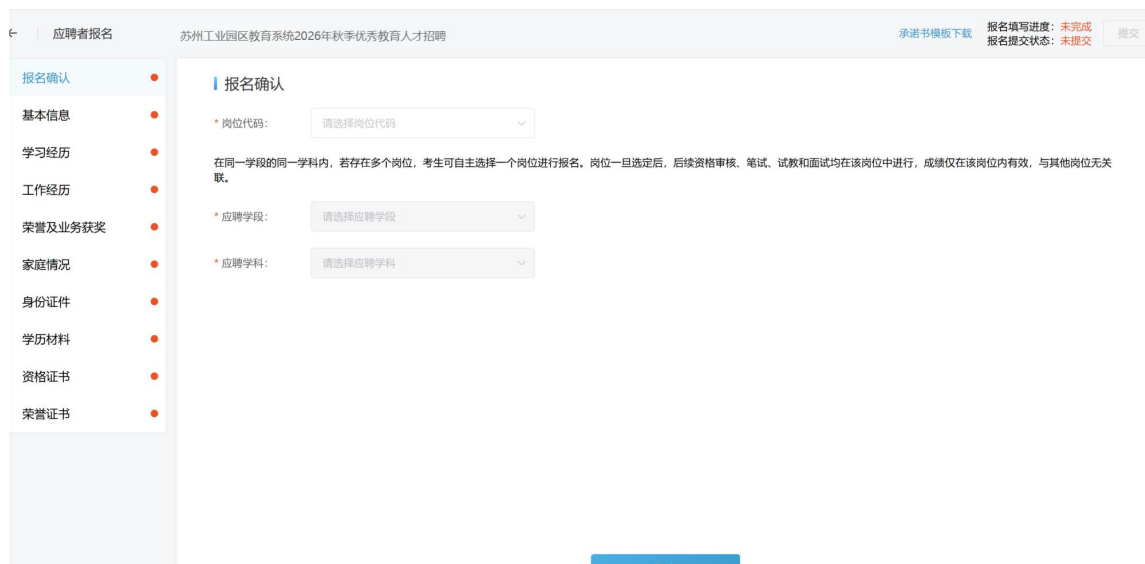 应聘者报名
苏州工业园区教育系统2026年秋季优秀教育人才招聘
承诺书模板下载
报名填写进度：未完成
报名提交状态：未提交
提交
报名确认
基本信息
学习经历
工作经历
荣誉及业务获奖
家庭情况
身份证件
学历材料
资格证书
荣誉证书
报名确认
* 岗位代码：
请选择岗位代码
在同一学段的同一学科内，若存在多个岗位，考生可自主选择一个岗位进行报名。岗位一旦选定后，后续资格审核、笔试、试教和面试均在该岗位中进行，成绩仅在该岗位内有效，与其他岗位无关
联。
* 应聘学段：
请选择应聘学段
* 应聘学科：
请选择应聘学科